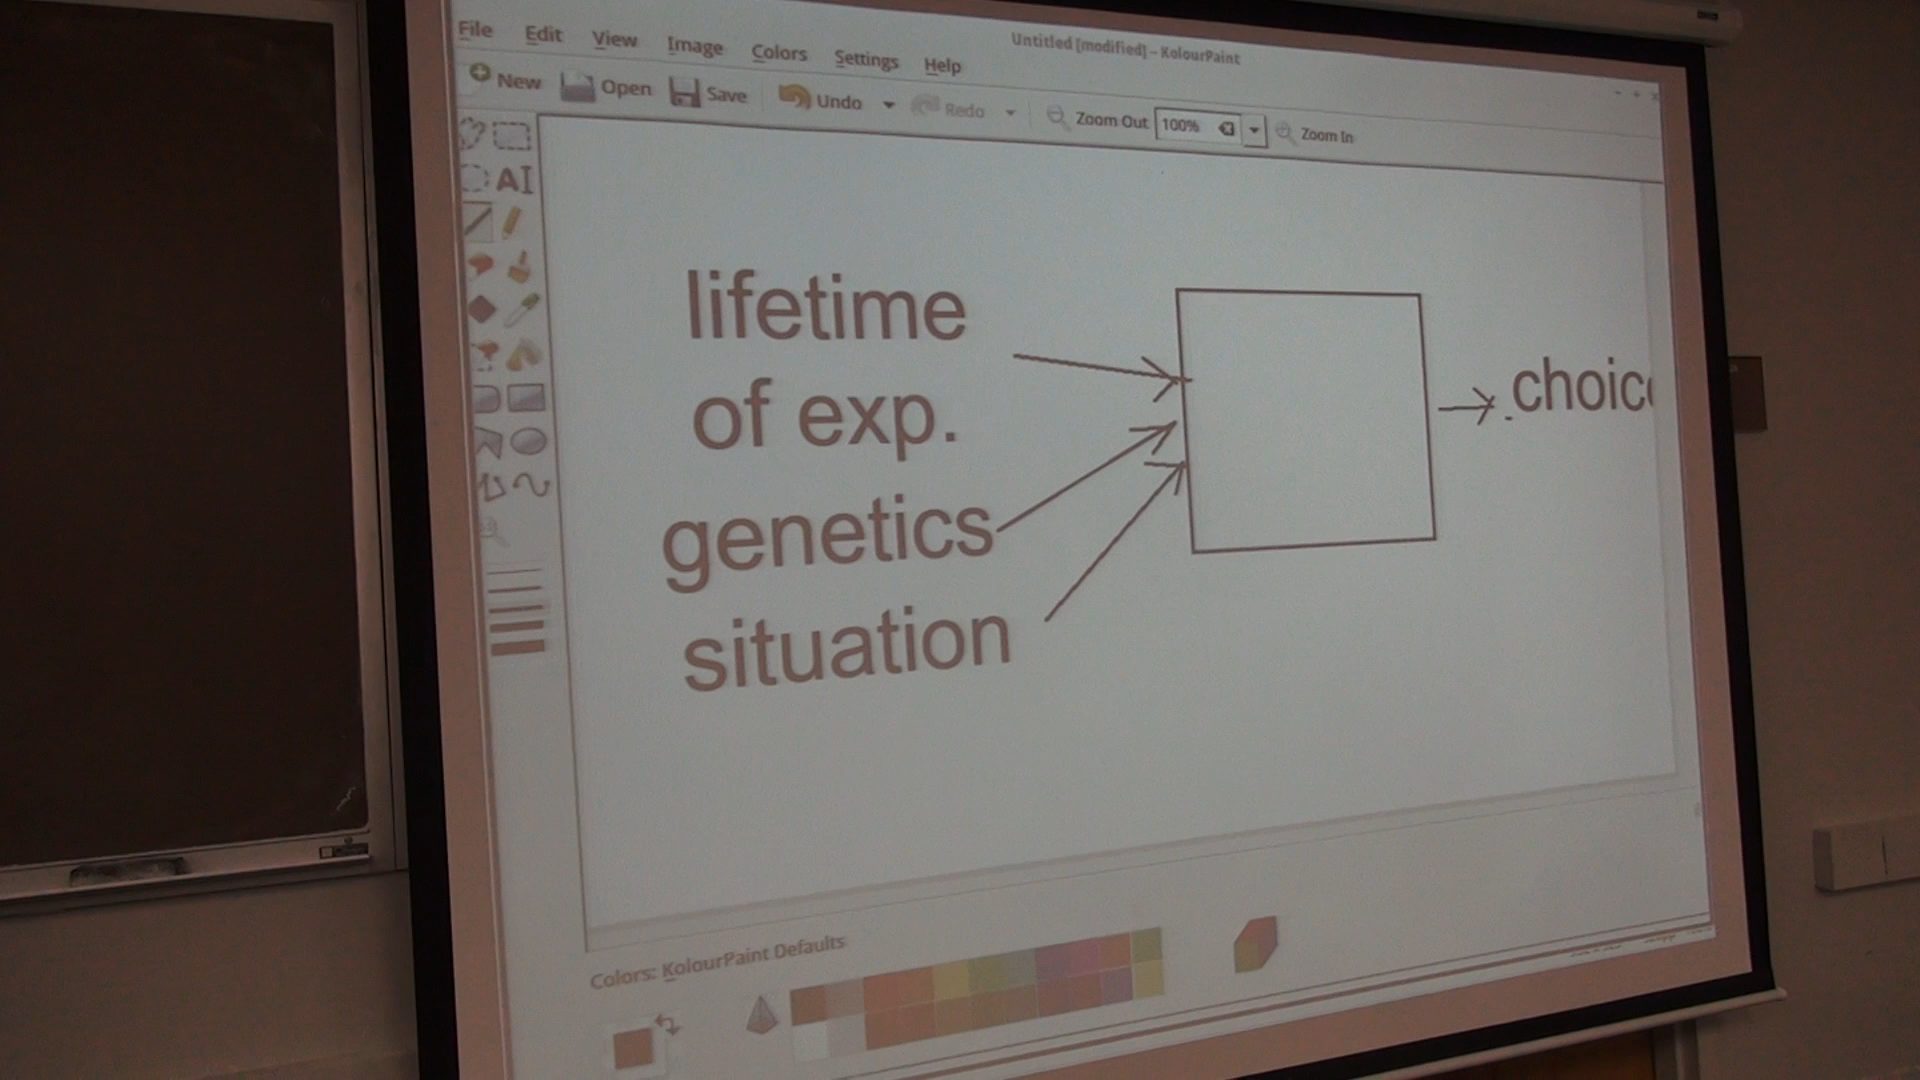 File Edit View Image Colors Settings Help
Untitled [modified] – KolourPaint
New Open Save Undo Redo Zoom Out 100% Zoom In
AI
lifetime
of exp.
genetics
situation
choic
Colors: KolourPaint Defaults